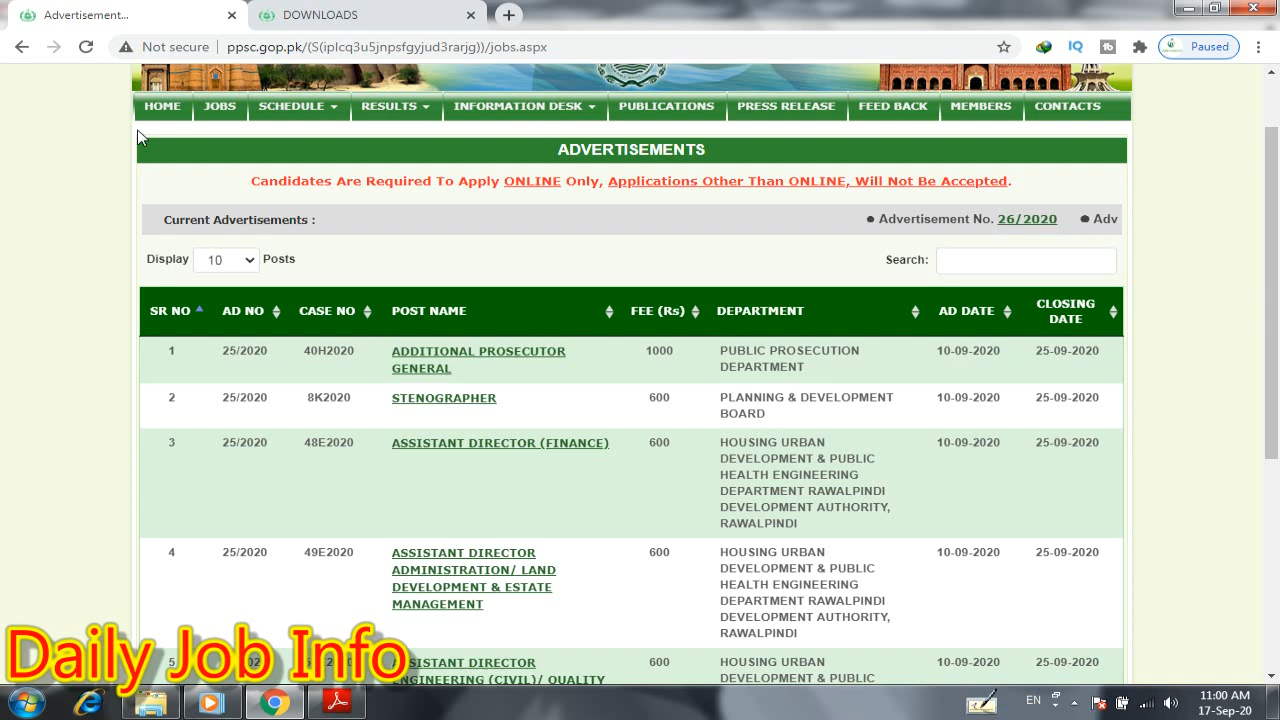 Advertisement...
DOWNLOADS
Not secure
ppsc.gop.pk/(S(iplcq3u5jnpsfgyjud3rarjg))/jobs.aspx
IQ
Paused
HOME JOBS SCHEDULE RESULTS INFORMATION DESK PUBLICATIONS PRESS RELEASE FEED BACK MEMBERS CONTACTS
ADVERTISEMENTS
Candidates Are Required To Apply ONLINE Only, Applications Other Than ONLINE, Will Not Be Accepted.
Current Advertisements : ● Advertisement No. 26/2020 ● Adv
Display 10 Posts Search:
SR NO AD NO CASE NO POST NAME FEE (Rs) DEPARTMENT AD DATE CLOSING DATE
1 25/2020 40H2020 ADDITIONAL PROSECUTOR 1000 PUBLIC PROSECUTION 10-09-2020 25-09-2020
GENERAL DEPARTMENT
2 25/2020 8K2020 STENOGRAPHER 600 PLANNING & DEVELOPMENT 10-09-2020 25-09-2020
BOARD
3 25/2020 48E2020 ASSISTANT DIRECTOR (FINANCE) 600 HOUSING URBAN 10-09-2020 25-09-2020
DEVELOPMENT & PUBLIC
HEALTH ENGINEERING
DEPARTMENT RAWALPINDI
DEVELOPMENT AUTHORITY,
RAWALPINDI
4 25/2020 49E2020 ASSISTANT DIRECTOR 600 HOUSING URBAN 10-09-2020 25-09-2020
ADMINISTRATION/ LAND DEVELOPMENT & PUBLIC
DEVELOPMENT & ESTATE HEALTH ENGINEERING
MANAGEMENT DEPARTMENT RAWALPINDI
DEVELOPMENT AUTHORITY,
RAWALPINDI
5 ASSISTANT DIRECTOR 600 HOUSING URBAN 10-09-2020 25-09-2020
ENGINEERING (CIVIL)/ QUALITY DEVELOPMENT & PUBLIC
Daily Job Info
EN
11:00 AM
17-Sep-20